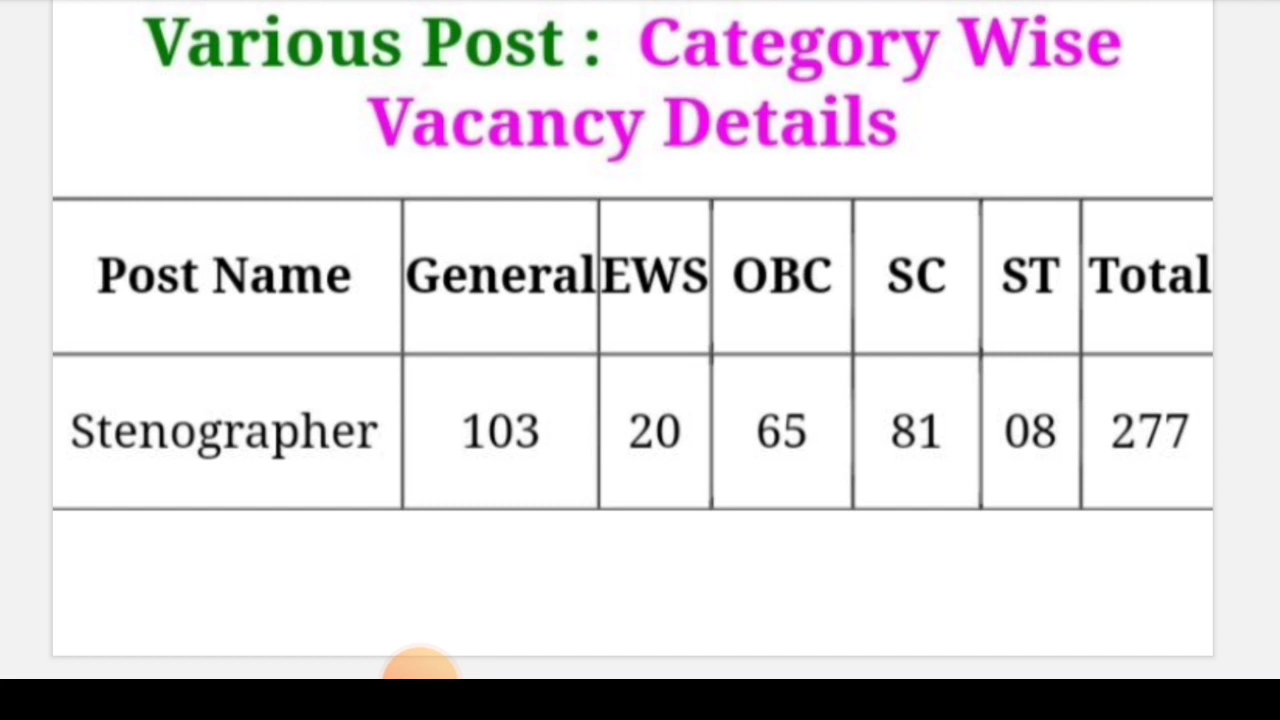 Various Post : Category Wise
Vacancy Details
Post Name General EWS OBC SC ST Total
Stenographer 103 20 65 81 08 277